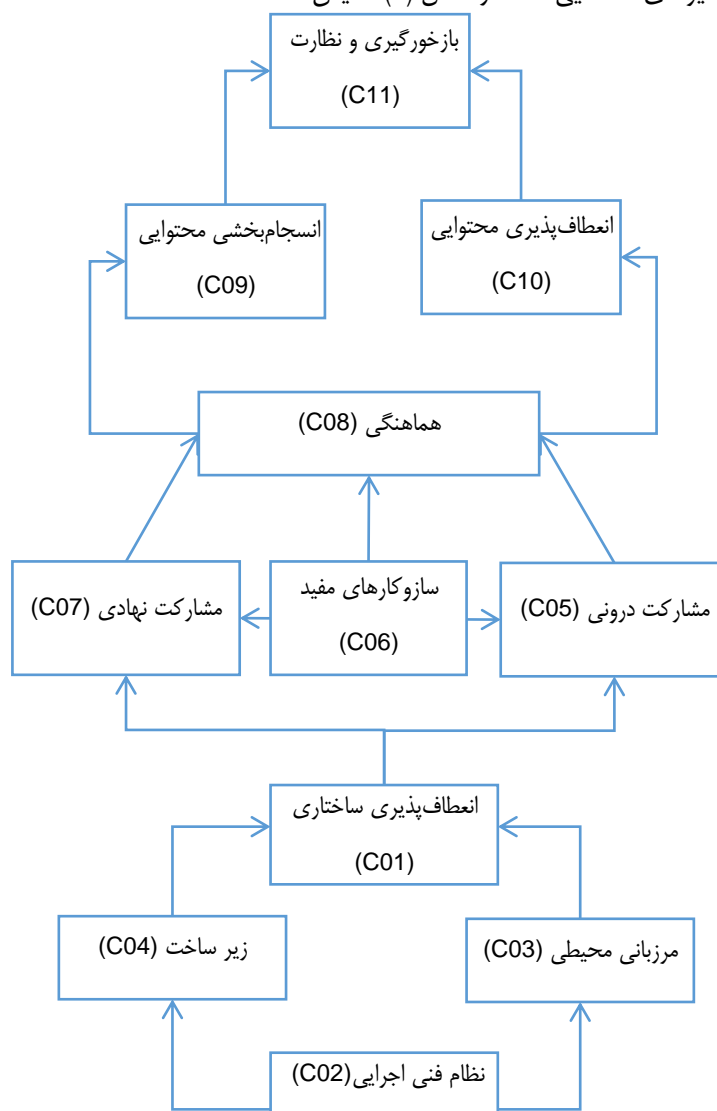 بازخورگیری و نظارت
(C11)
انسجام‌بخشی محتوایی
(C09)
انعطاف‌پذیری محتوایی
(C10)
هماهنگی (C08)
مشارکت نهادی (C07)
سازوکارهای مفید
(C06)
مشارکت درونی (C05)
انعطاف‌پذیری ساختاری
(C01)
زیر ساخت (C04)
مرزبانی محیطی (C03)
نظام فنی اجرایی(C02)